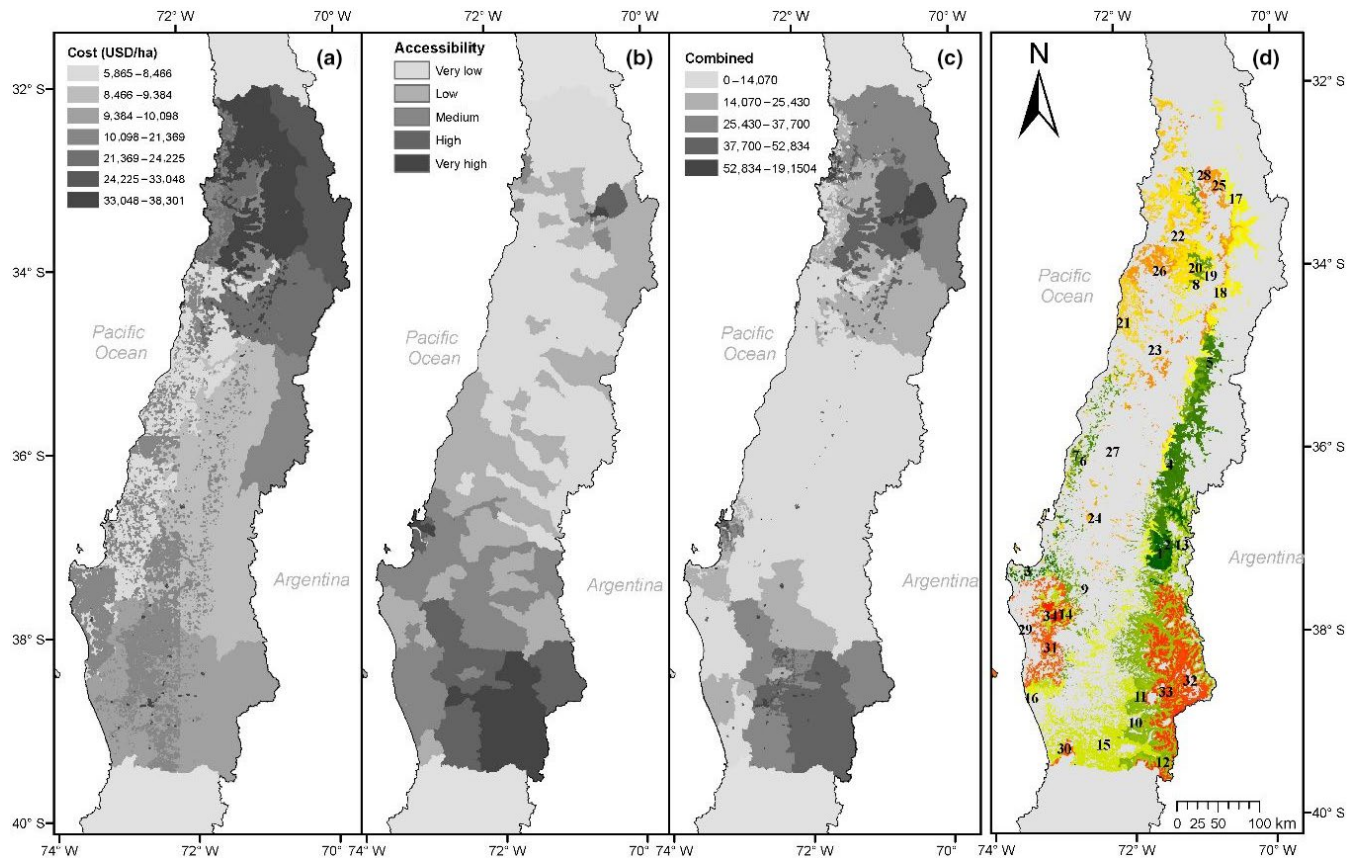 72° W
70° W
72° W
70° W
72° W
70° W
72° W
70° W
Cost (USD/ha)
5,865–8,466
8,466–9.384
9,384–10,098
10,098–21,369
21,369–24,225
24,225–33.048
33,048–38,301
(a)
Accessibility
Very low
Low
Medium
High
Very high
(b)
Combined
0–14,070
14,070–25,430
25,430–37,700
37,700–52,834
52,834–19,1504
(c)
(d)
N
32° S
34° S
36° S
38° S
40° S
Pacific
Ocean
Argentina
Pacific
Ocean
Argentina
Pacific
Ocean
Argentina
Pacific
Ocean
Argentina
28
25
17
22
26
20
19
8
18
21
23
5
7
6
27
4
24
1
13
3
9
34
14
29
31
16
11
33
32
10
30
15
12
32° S
34° S
36° S
38° S
40° S
0 25 50 100 km
74° W
72° W
70° W
74° W
72° W
70° W
74° W
72° W
70° W
74° W
72° W
70° W